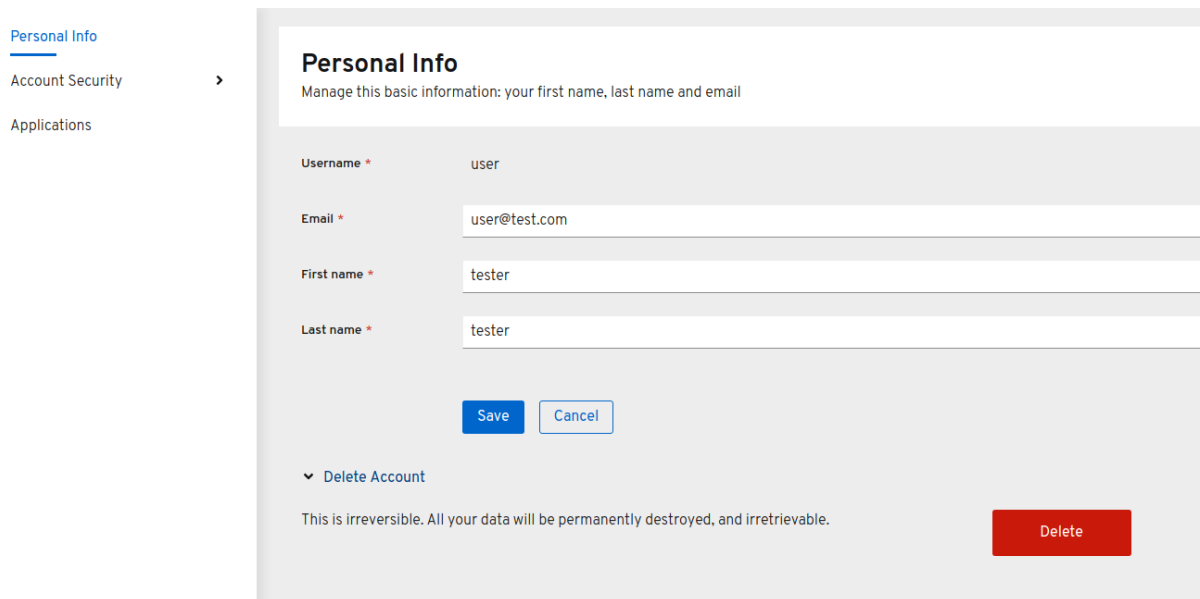 Personal Info
Account Security
Applications
Personal Info
Manage this basic information: your first name, last name and email
Username * user
Email * user@test.com
First name * tester
Last name * tester
Save Cancel
Delete Account
This is irreversible. All your data will be permanently destroyed, and irretrievable.
Delete